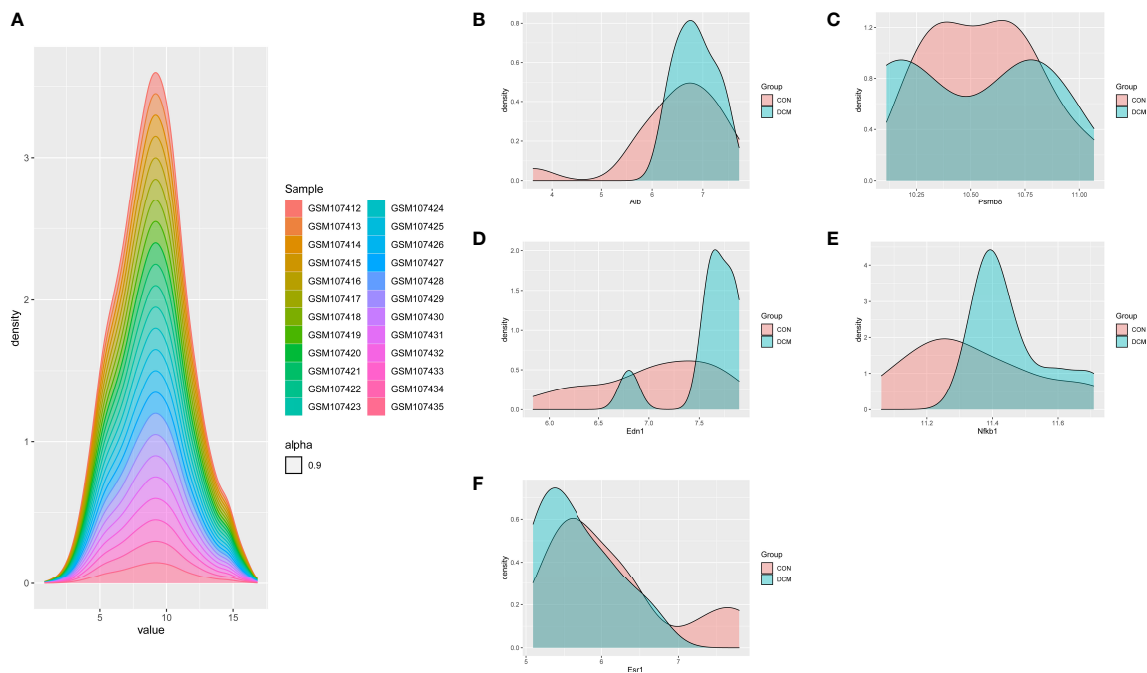 A
3
2
1
0
5 10 15
value
density
Sample
GSM107412 GSM107424
GSM107413 GSM107425
GSM107414 GSM107426
GSM107415 GSM107427
GSM107416 GSM107428
GSM107417 GSM107429
GSM107418 GSM107430
GSM107419 GSM107431
GSM107420 GSM107432
GSM107421 GSM107433
GSM107422 GSM107434
GSM107423 GSM107435
alpha
0.9
B
0.8
0.6
0.4
0.2
0.0
density
4 5 6 7
Alb
Group
CON
DCM
C
1.2
0.8
0.4
0.0
density
10.25 10.50 10.75 11.00
Group
CON
DCM
D
2.0
1.5
1.0
0.5
0.0
density
6.0 6.5 7.0 7.5
Edn1
Group
CON
DCM
E
4
3
2
1
0
density
11.2 11.4 11.6
Nfkb1
Group
CON
DCM
F
0.6
0.4
0.2
0.0
density
5 6 7
Esr1
Group
CON
DCM